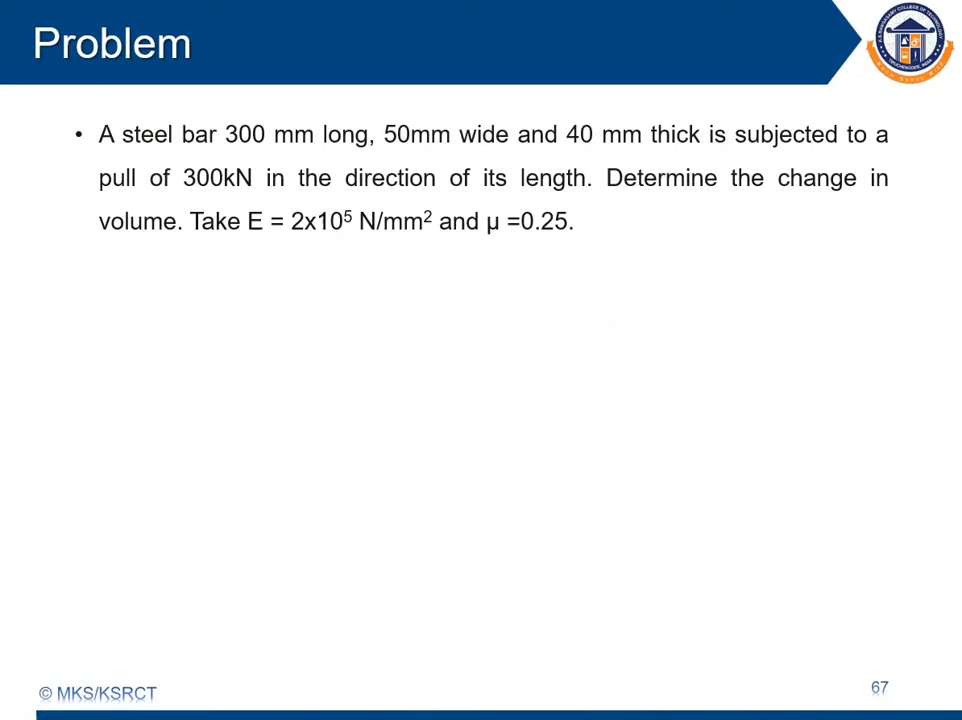 Problem
• A steel bar 300 mm long, 50mm wide and 40 mm thick is subjected to a
pull of 300kN in the direction of its length. Determine the change in
volume. Take E = 2x10⁵ N/mm² and μ =0.25.
© MKS/KSRCT
67